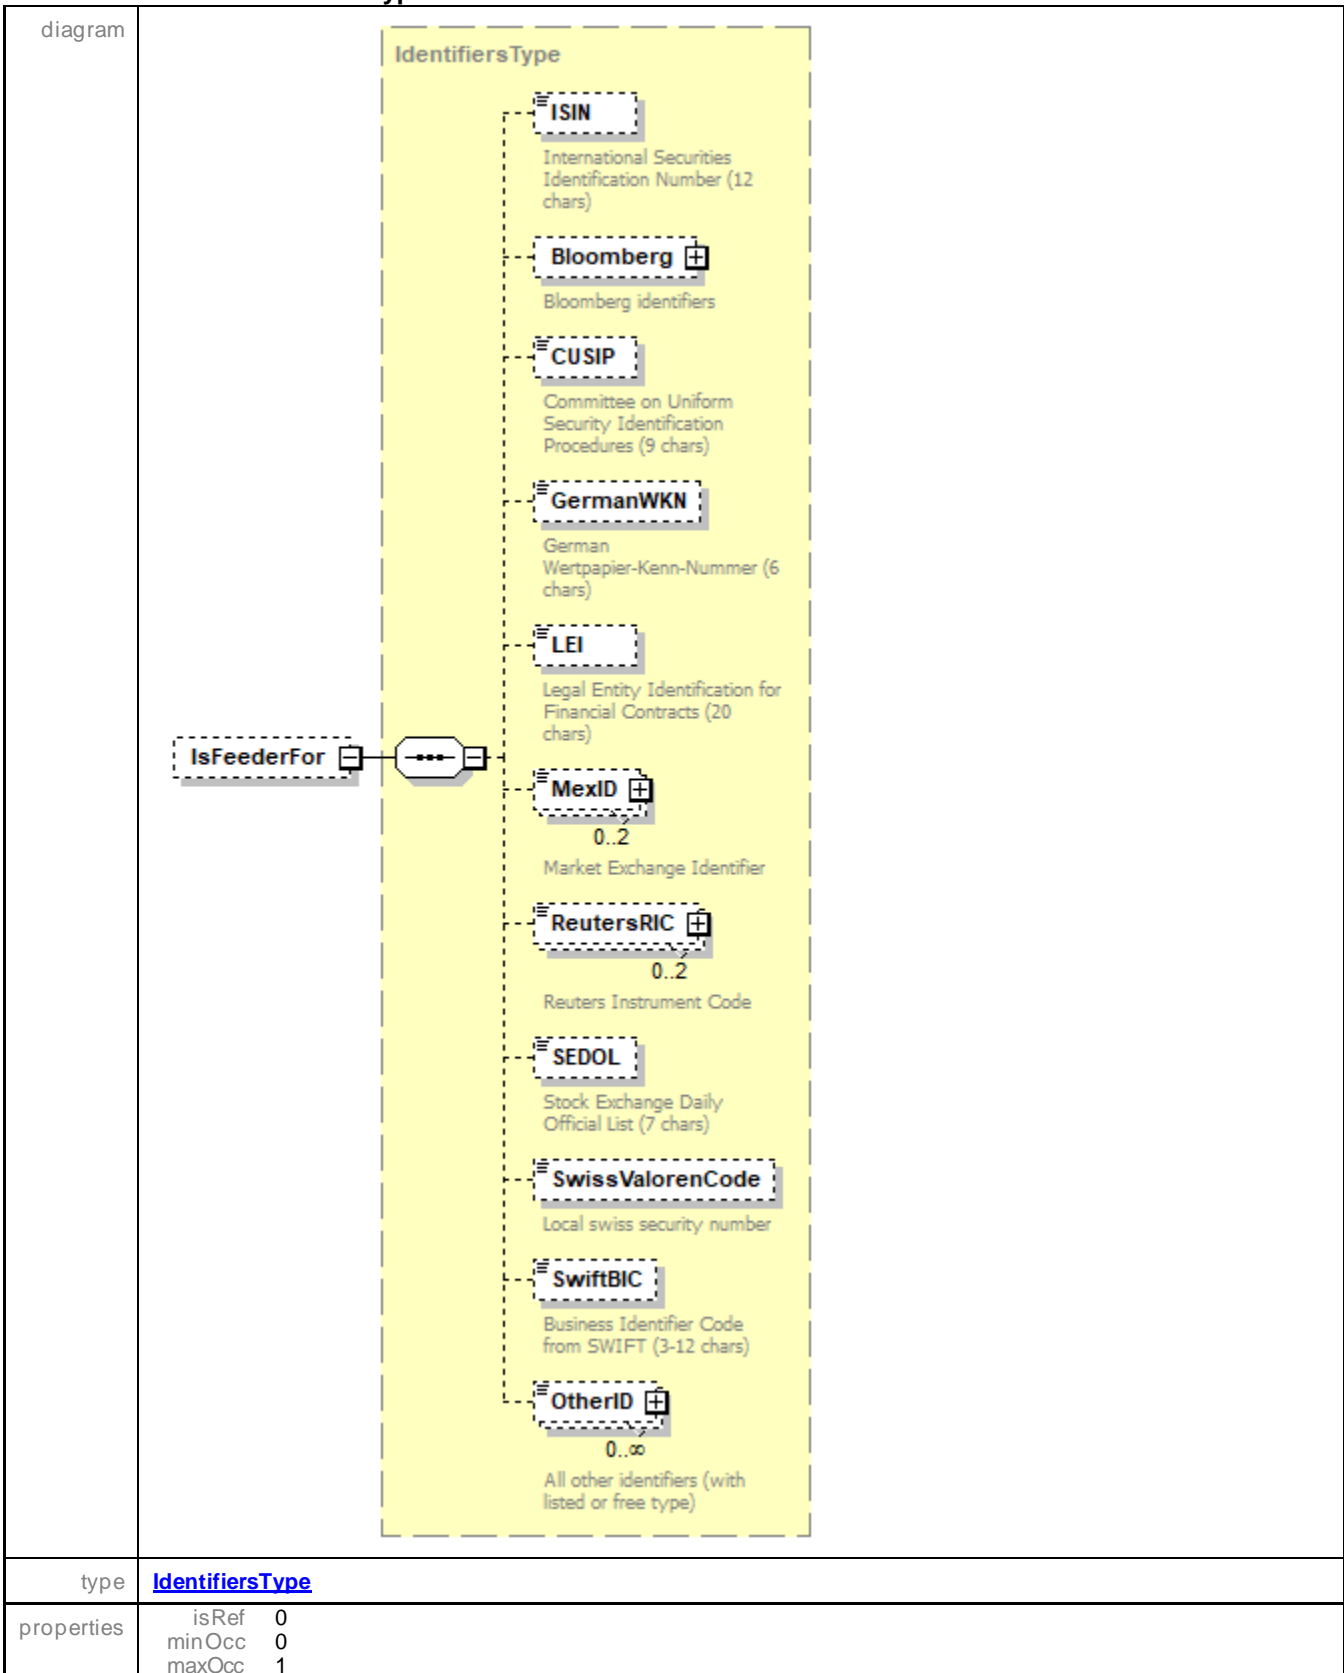 yp
diagram
IdentifiersType
ISIN
International Securities
Identification Number (12
chars)
Bloomberg
Bloomberg identifiers
CUSIP
Committee on Uniform
Security Identification
Procedures (9 chars)
GermanWKN
German
Wertpapier-Kenn-Nummer (6
chars)
LEI
Legal Entity Identification for
Financial Contracts (20
chars)
IsFeederFor
MexID
0..2
Market Exchange Identifier
ReutersRIC
0..2
Reuters Instrument Code
SEDOL
Stock Exchange Daily
Official List (7 chars)
SwissValorenCode
Local swiss security number
SwiftBIC
Business Identifier Code
from SWIFT (3-12 chars)
OtherID
0..∞
All other identifiers (with
listed or free type)
type IdentifiersType
properties isRef 0
minOcc 0
maxOcc 1